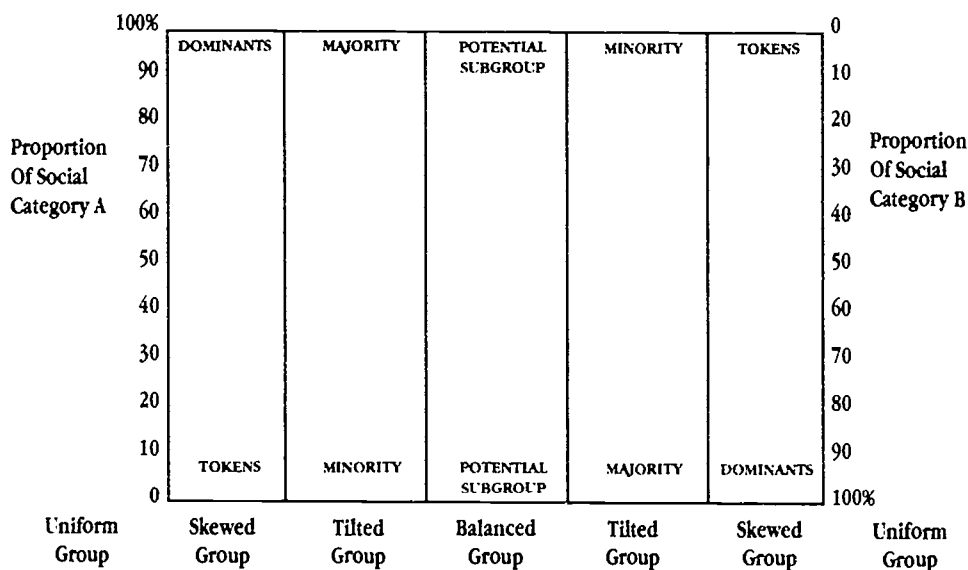 100%
0
DOMINANTS
MAJORITY
POTENTIAL
SUBGROUP
MINORITY
TOKENS
90
10
80
20
Proportion
Of Social
Category A
Proportion
Of Social
Category B
70
30
60
40
50
50
40
60
30
70
20
80
10
90
TOKENS
MINORITY
POTENTIAL
SUBGROUP
MAJORITY
DOMINANTS
0
100%
Uniform
Group
Skewed
Group
Tilted
Group
Balanced
Group
Tilted
Group
Skewed
Group
Uniform
Group